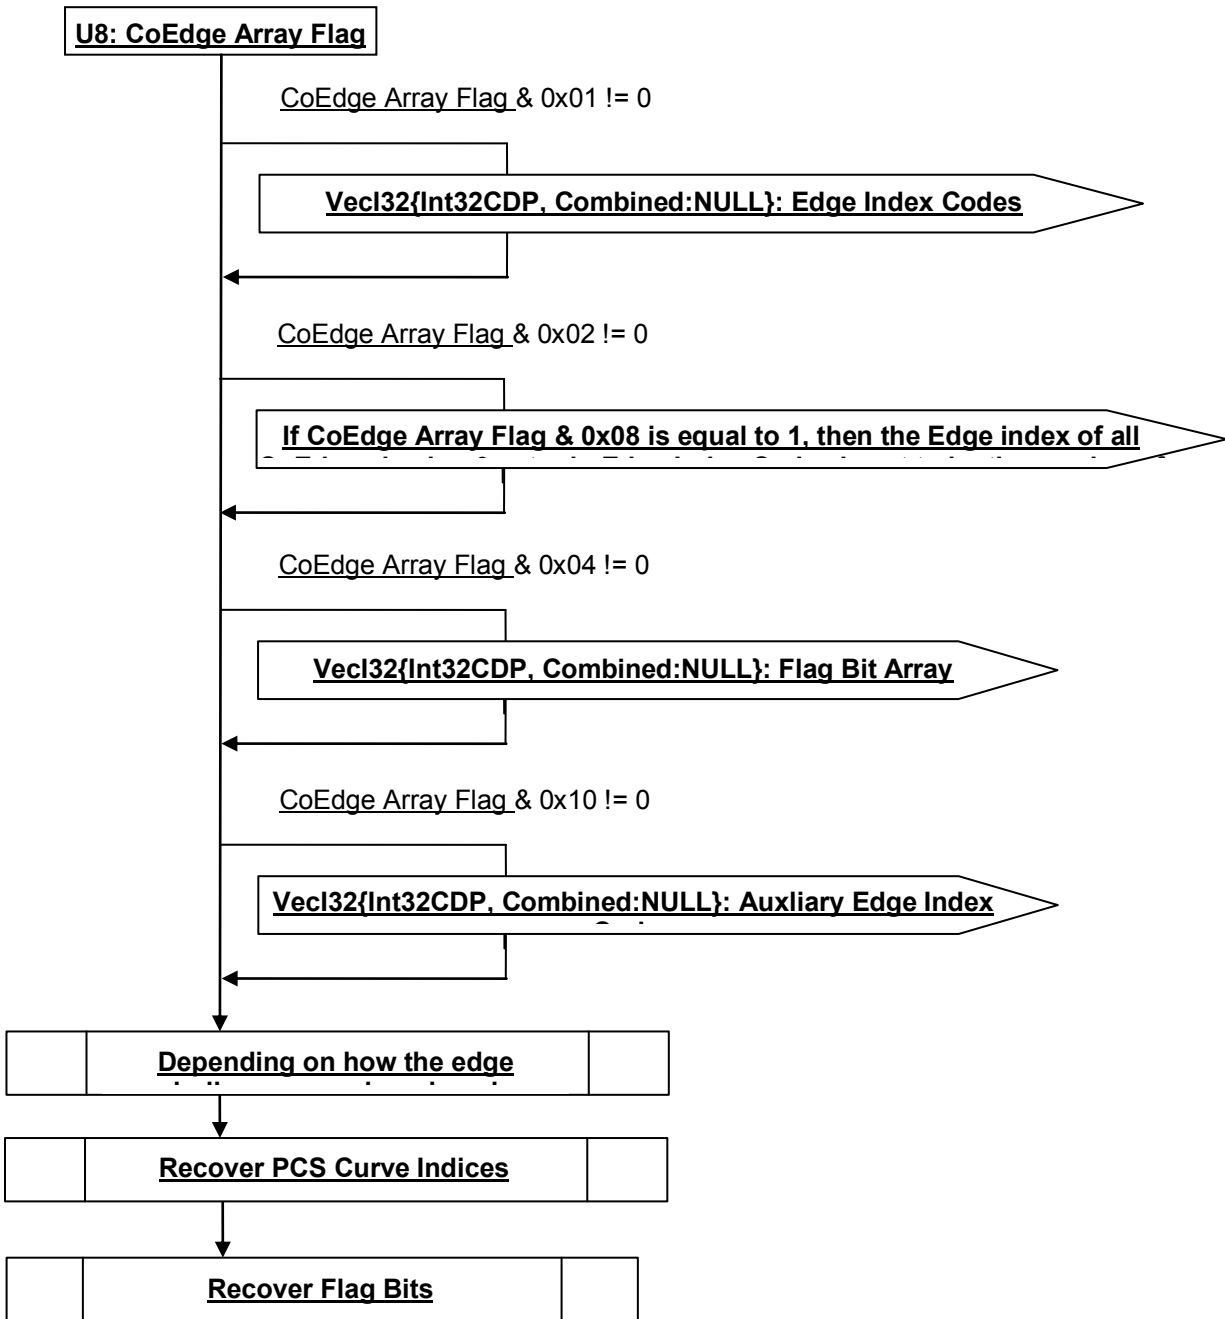 U8: CoEdge Array Flag
CoEdge Array Flag & 0x01 != 0
VecI32{Int32CDP, Combined:NULL}: Edge Index Codes
CoEdge Array Flag & 0x02 != 0
If CoEdge Array Flag & 0x08 is equal to 1, then the Edge index of all
CoEdge Array Flag & 0x04 != 0
VecI32{Int32CDP, Combined:NULL}: Flag Bit Array
CoEdge Array Flag & 0x10 != 0
VecI32{Int32CDP, Combined:NULL}: Auxliary Edge Index
Depending on how the edge
Recover PCS Curve Indices
Recover Flag Bits